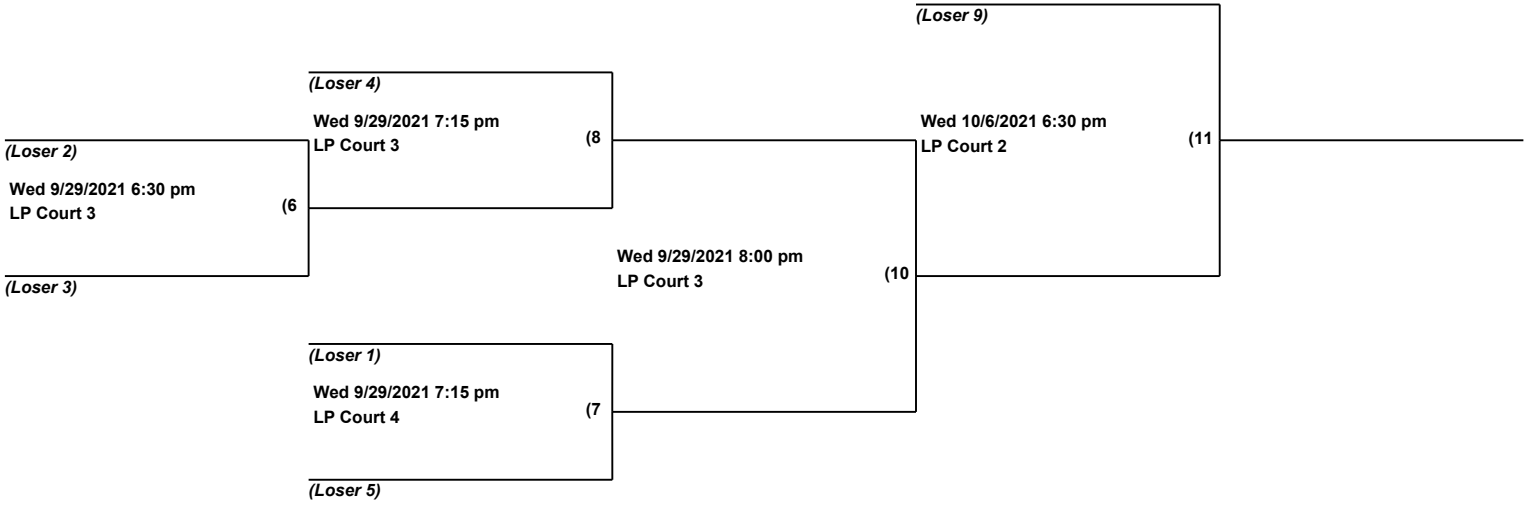 (Loser 9)
(Loser 4)
Wed 9/29/2021 7:15 pm
LP Court 3
(8
Wed 10/6/2021 6:30 pm
LP Court 2
(11
(Loser 2)
Wed 9/29/2021 6:30 pm
LP Court 3
(6
Wed 9/29/2021 8:00 pm
LP Court 3
(10
(Loser 3)
(Loser 1)
Wed 9/29/2021 7:15 pm
LP Court 4
(7
(Loser 5)